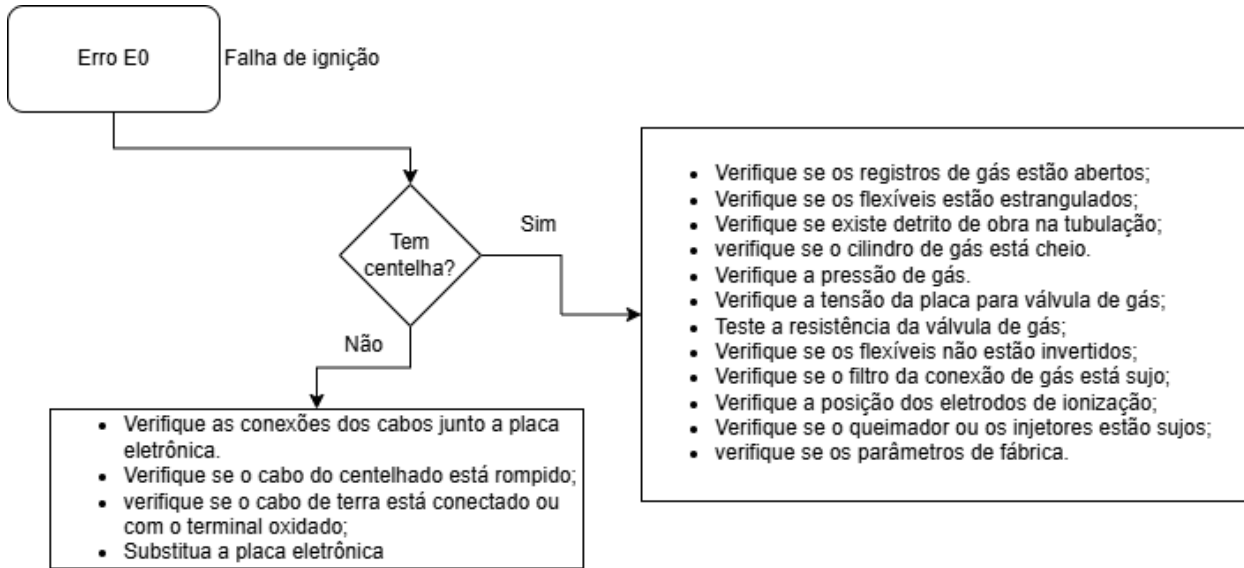 Erro E0
Falha de ignição
Tem
centelha?
Sim
• Verifique se os registros de gás estão abertos;
• Verifique se os flexíveis estão estrangulados;
• Verifique se existe detrito de obra na tubulação;
• verifique se o cilindro de gás está cheio.
• Verifique a pressão de gás.
• Verifique a tensão da placa para válvula de gás;
• Teste a resistência da válvula de gás;
• Verifique se os flexíveis não estão invertidos;
• Verifique se o filtro da conexão de gás está sujo;
• Verifique a posição dos eletrodos de ionização;
• Verifique se o queimador ou os injetores estão sujos;
• verifique se os parâmetros de fábrica.
Não
• Verifique as conexões dos cabos junto a placa
eletrônica.
• Verifique se o cabo do centelhado está rompido;
• verifique se o cabo de terra está conectado ou
com o terminal oxidado;
• Substitua a placa eletrônica